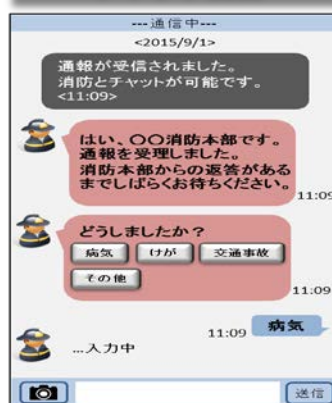 ---通信中---
<2015/9/1>
通報が受信されました。
消防とチャットが可能です。
<11:09>
はい、〇〇消防本部です。
通報を受理しました。
消防本部からの返答がある
までしばらくお待ちください。
11:09
どうしましたか？
病気 けが 交通事故
その他
11:09
11:09 病気
…入力中
送信